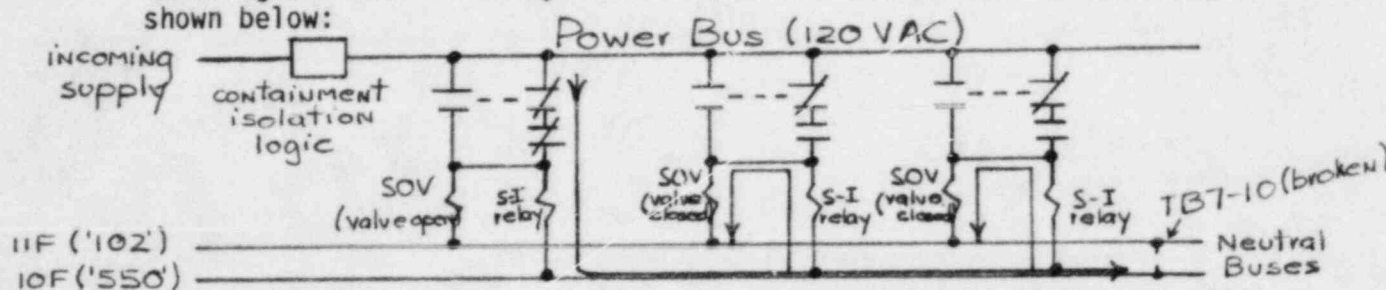 shown below:
Power Bus (120 VAC)
incoming
supply
containment
isolation
logic
SOV
(valve open)
S-I
relay
SOV
(valve
closed)
S-I
relay
SOV
(valve
closed)
S-I
relay
TB7-10 (broken)
11F ('102')
10F ('550')
Neutral
Buses